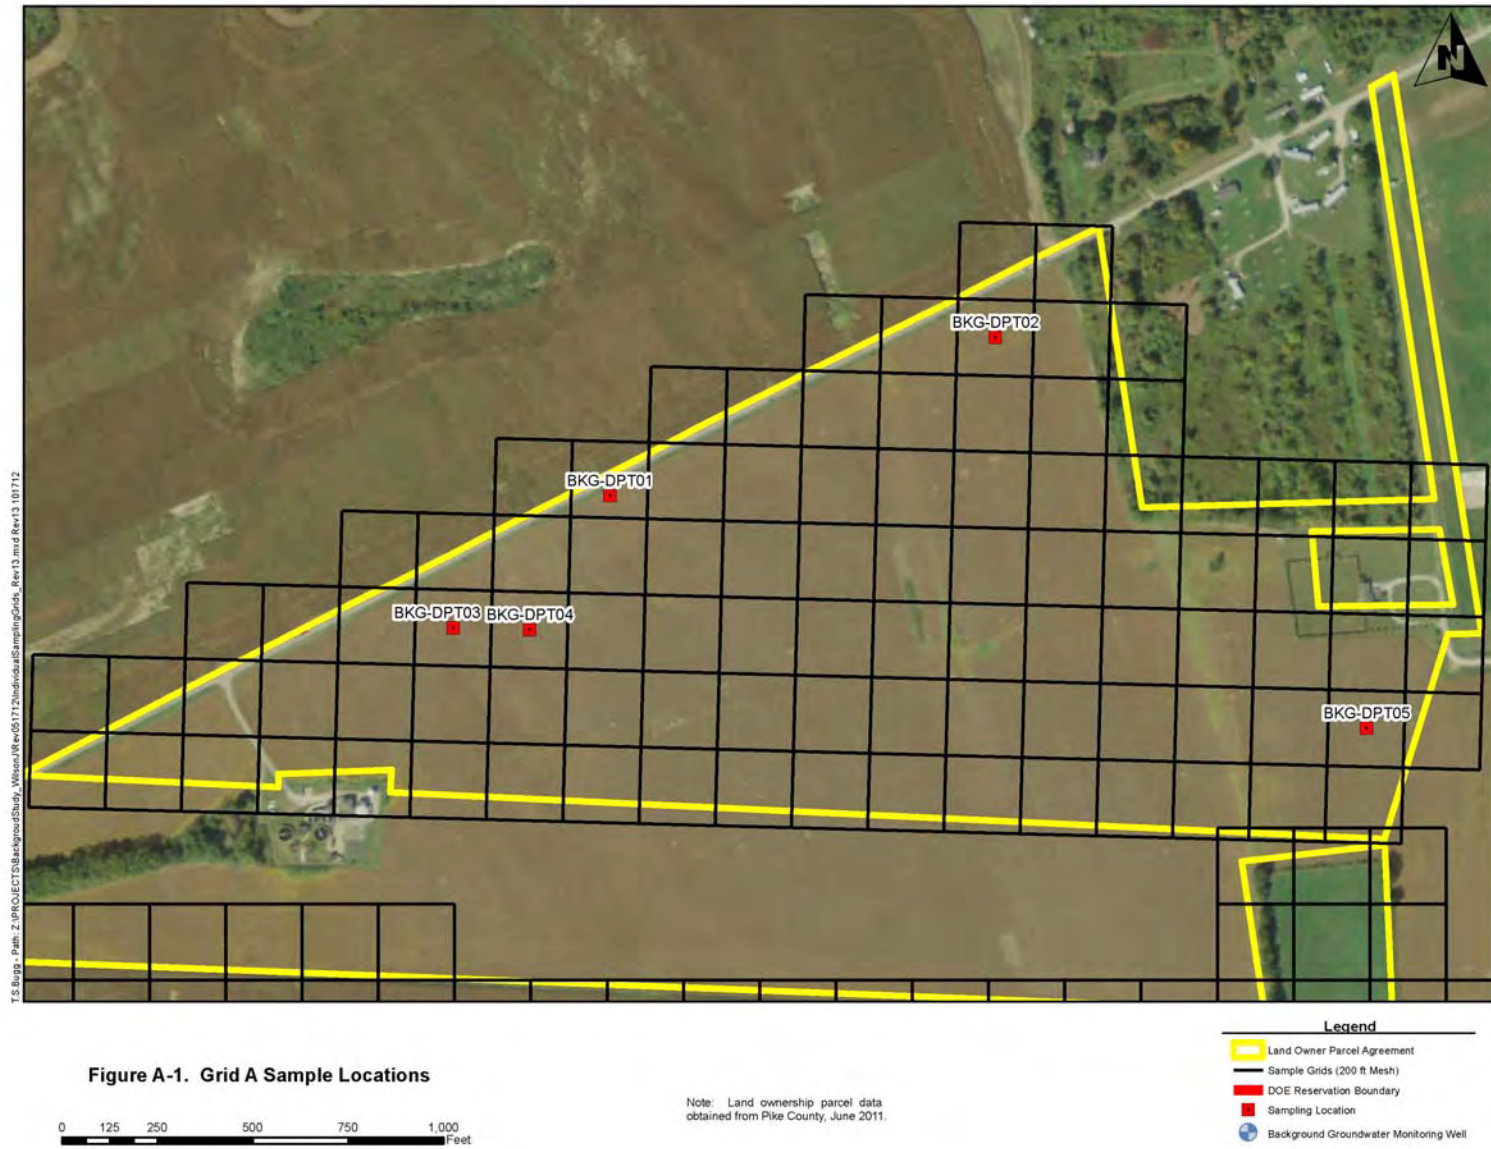 N
BKG-DPT02
BKG-DPT01
BKG-DPT03 BKG-DPT04
BKG-DPT05
Figure A-1. Grid A Sample Locations
0 125 250 500 750 1,000
Feet
Note: Land ownership parcel data
obtained from Pike County, June 2011.
Legend
Land Owner Parcel Agreement
Sample Grids (200 ft Mesh)
DOE Reservation Boundary
Sampling Location
Background Groundwater Monitoring Well